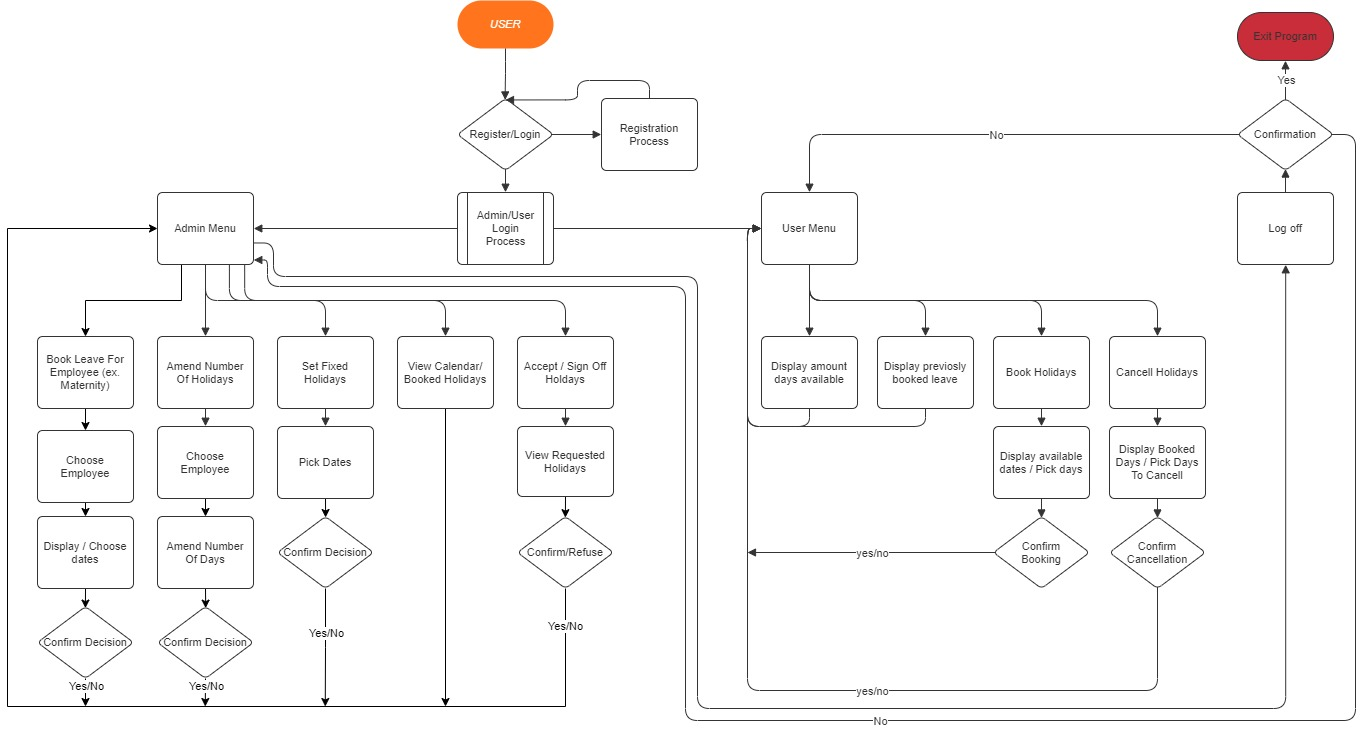 USER
Exit Program
Yes
Register/Login
Registration
Process
No
Confirmation
Admin Menu
Admin/User
Login
Process
User Menu
Log off
Book Leave For
Employee (ex.
Maternity)
Amend Number
Of Holidays
Set Fixed
Holidays
View Calendar/
Booked Holidays
Accept / Sign Off
Holdays
Display amount
days available
Display previosly
booked leave
Book Holidays
Cancell Holidays
Choose
Employee
Choose
Employee
Pick Dates
View Requested
Holidays
Display available
dates / Pick days
Display Booked
Days / Pick Days
To Cancell
Display / Choose
dates
Amend Number
Of Days
Confirm Decision
Confirm/Refuse
yes/no
Confirm
Booking
Confirm
Cancellation
Confirm Decision
Confirm Decision
Yes/No
Yes/No
Yes/No
Yes/No
yes/no
No